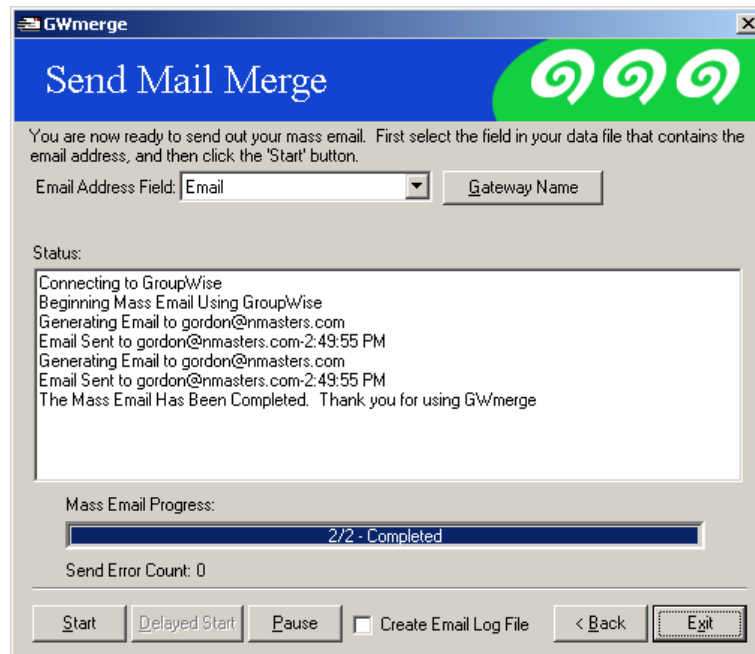 GWmerge
Send Mail Merge
You are now ready to send out your mass email.  First select the field in your data file that contains the
email address, and then click the 'Start' button.
Email Address Field: Email
Gateway Name
Status:
Connecting to GroupWise
Beginning Mass Email Using GroupWise
Generating Email to gordon@nmasters.com
Email Sent to gordon@nmasters.com-2:49:55 PM
Generating Email to gordon@nmasters.com
Email Sent to gordon@nmasters.com-2:49:55 PM
The Mass Email Has Been Completed.  Thank you for using GWmerge
Mass Email Progress:
2/2 - Completed
Send Error Count: 0
Start Delayed Start Pause Create Email Log File < Back Exit